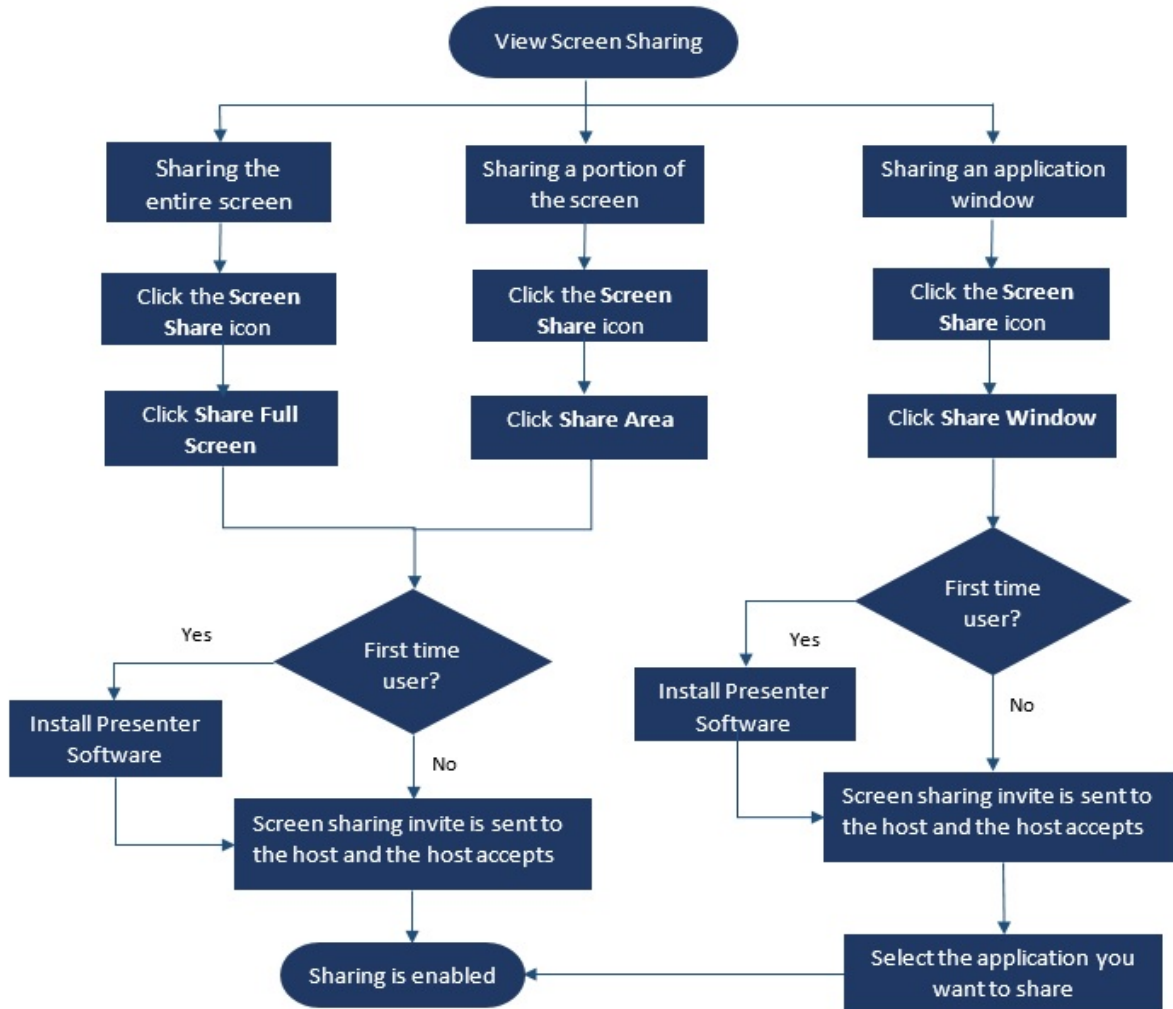 View Screen Sharing
Sharing the
entire screen
Sharing a portion of
the screen
Sharing an application
window
Click the Screen
Share icon
Click the Screen
Share icon
Click the Screen
Share icon
Click Share Full
Screen
Click Share Area
Click Share Window
First time
user?
Yes
Install Presenter
Software
No
Screen sharing invite is sent to
the host and the host accepts
First time
user?
Yes
Install Presenter
Software
No
Screen sharing invite is sent to
the host and the host accepts
Select the application you
want to share
Sharing is enabled